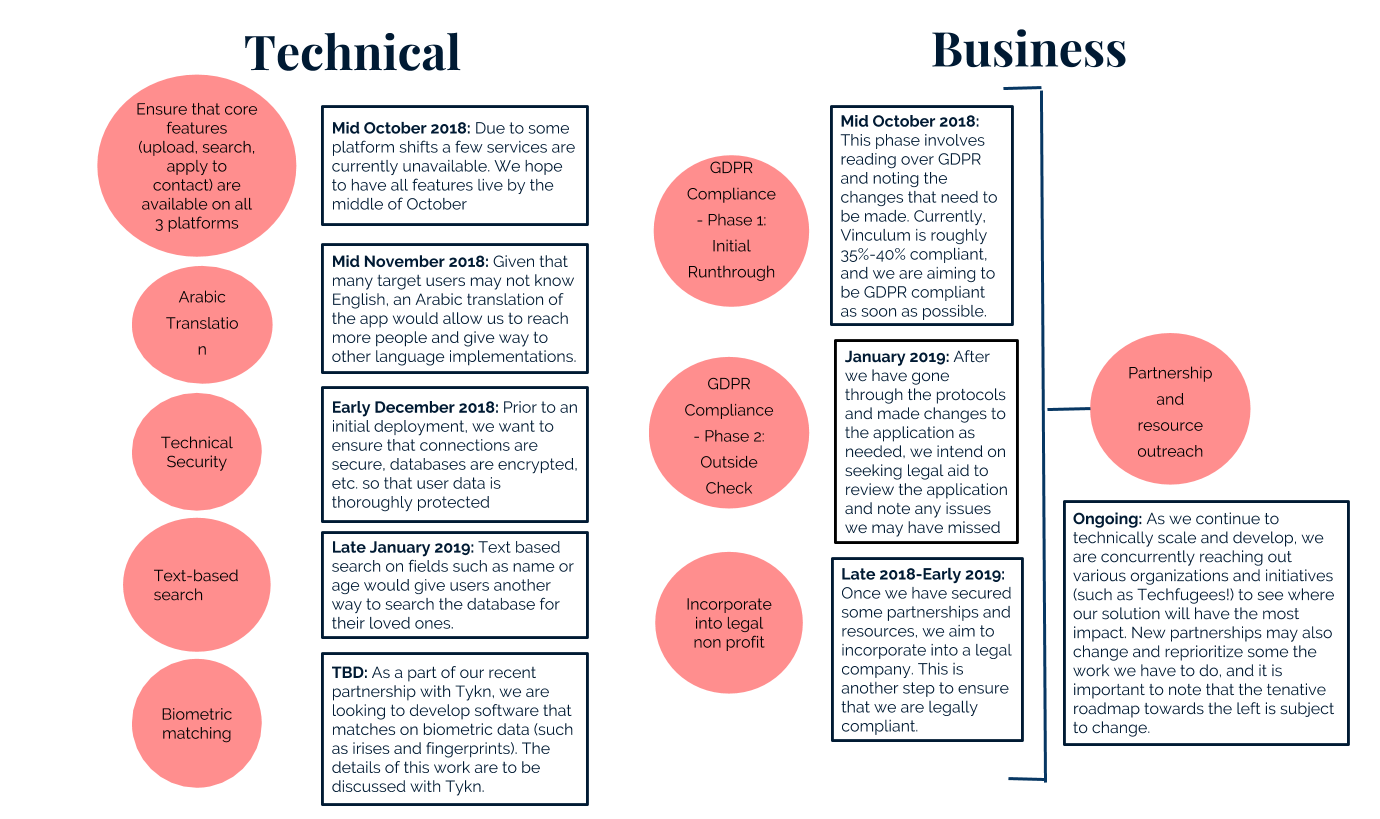 Technical
Ensure that core
features
(upload, search,
apply to
contact) are
available on all
3 platforms
Mid October 2018: Due to some
platform shifts a few services are
currently unavailable. We hope
to have all features live by the
middle of October
Arabic
Translatio
n
Mid November 2018: Given that
many target users may not know
English, an Arabic translation of
the app would allow us to reach
more people and give way to
other language implementations.
Technical
Security
Early December 2018: Prior to an
initial deployment, we want to
ensure that connections are
secure, databases are encrypted,
etc. so that user data is
thoroughly protected
Text-based
search
Late January 2019: Text based
search on fields such as name or
age would give users another
way to search the database for
their loved ones.
Biometric
matching
TBD: As a part of our recent
partnership with Tykn, we are
looking to develop software that
matches on biometric data (such
as irises and fingerprints). The
details of this work are to be
discussed with Tykn.
Business
GDPR
Compliance
- Phase 1:
Initial
Runthrough
Mid October 2018:
This phase involves
reading over GDPR
and noting the
changes that need to
be made. Currently,
Vinculum is roughly
35%-40% compliant,
and we are aiming to
be GDPR compliant
as soon as possible.
GDPR
Compliance
- Phase 2:
Outside
Check
January 2019: After
we have gone
through the protocols
and made changes to
the application as
needed, we intend on
seeking legal aid to
review the application
and note any issues
we may have missed
Incorporate
into legal
non profit
Late 2018-Early 2019:
Once we have secured
some partnerships and
resources, we aim to
incorporate into a legal
company. This is
another step to ensure
that we are legally
compliant.
Partnership
and
resource
outreach
Ongoing: As we continue to
technically scale and develop, we
are concurrently reaching out
various organizations and initiatives
(such as Techfugees!) to see where
our solution will have the most
impact. New partnerships may also
change and reprioritize some the
work we have to do, and it is
important to note that the tenative
roadmap towards the left is subject
to change.